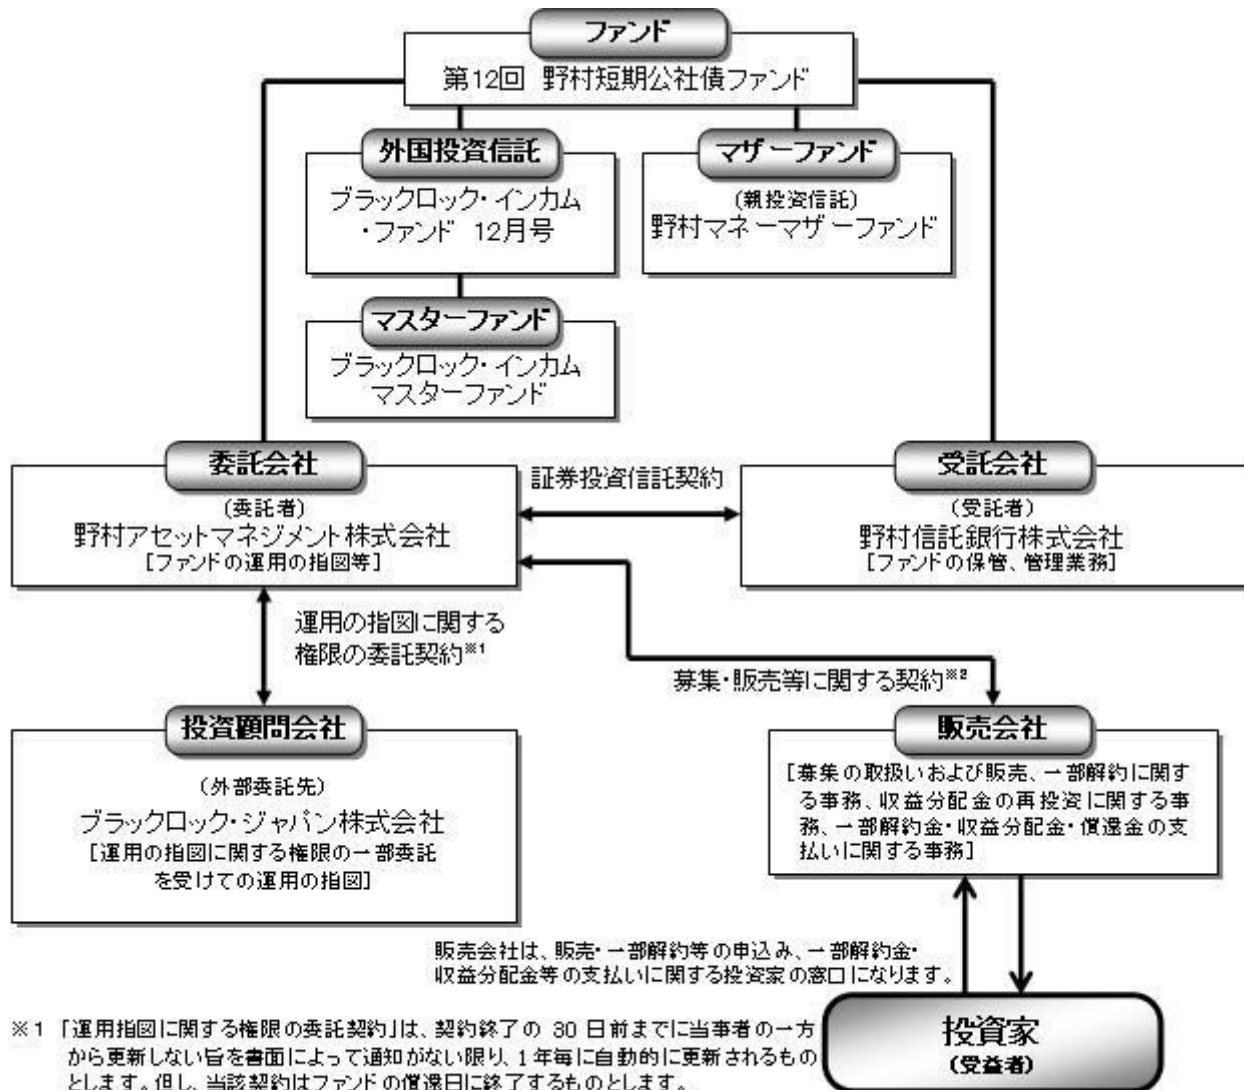 ファンド
第12回 野村短期公社債ファンド
外国投資信託
ブラックロック・インカム
・ファンド 12月号
マザーファンド
(親投資信託)
野村マネーマザーファンド
マスターファンド
ブラックロック・インカム
マスターファンド
委託会社
(委託者)
野村アセットマネジメント株式会社
[ファンドの運用の指図等]
証券投資信託契約
受託会社
(受託者)
野村信託銀行株式会社
[ファンドの保管、管理業務]
運用の指図に関する
権限の委託契約※1
募集・販売等に関する契約※2
投資顧問会社
(外部委託先)
ブラックロック・ジャパン株式会社
[運用の指図に関する権限の一部委託
を受けての運用の指図]
販売会社
[募集の取扱いおよび販売、一部解約に関す
る事務、収益分配金の再投資に関する事
務、一部解約金・収益分配金・償還金の支
払いに関する事務]
販売会社は、販売・一部解約等の申込み、一部解約金・
収益分配金等の支払いに関する投資家の窓口になります。
投資家
(受益者)
※1 「運用指図に関する権限の委託契約」は、契約終了の 30 日前までに当事者の一方
から更新しない旨を書面によって通知がない限り、1年毎に自動的に更新されるもの
とします。但し、当該契約はファンドの償還日に終了するものとします。